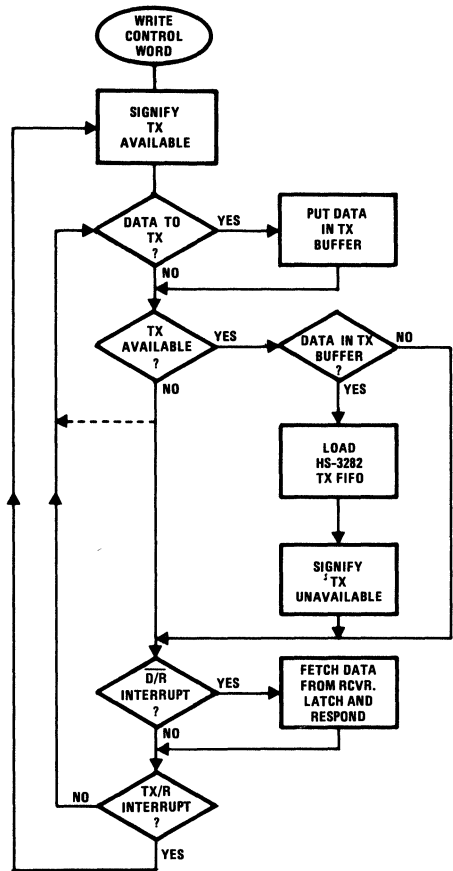 WRITE
CONTROL
WORD
SIGNIFY
TX
AVAILABLE
DATA TO
TX
?
YES
NO
PUT DATA
IN TX
BUFFER
TX
AVAILABLE
?
YES
NO
DATA IN TX
BUFFER
?
NO
YES
LOAD
HS-3282
TX FIFO
SIGNIFY
TX
UNAVAILABLE
D/R
INTERRUPT
?
YES
NO
FETCH DATA
FROM RCVR.
LATCH AND
RESPOND
TX/R
INTERRUPT
?
NO
YES